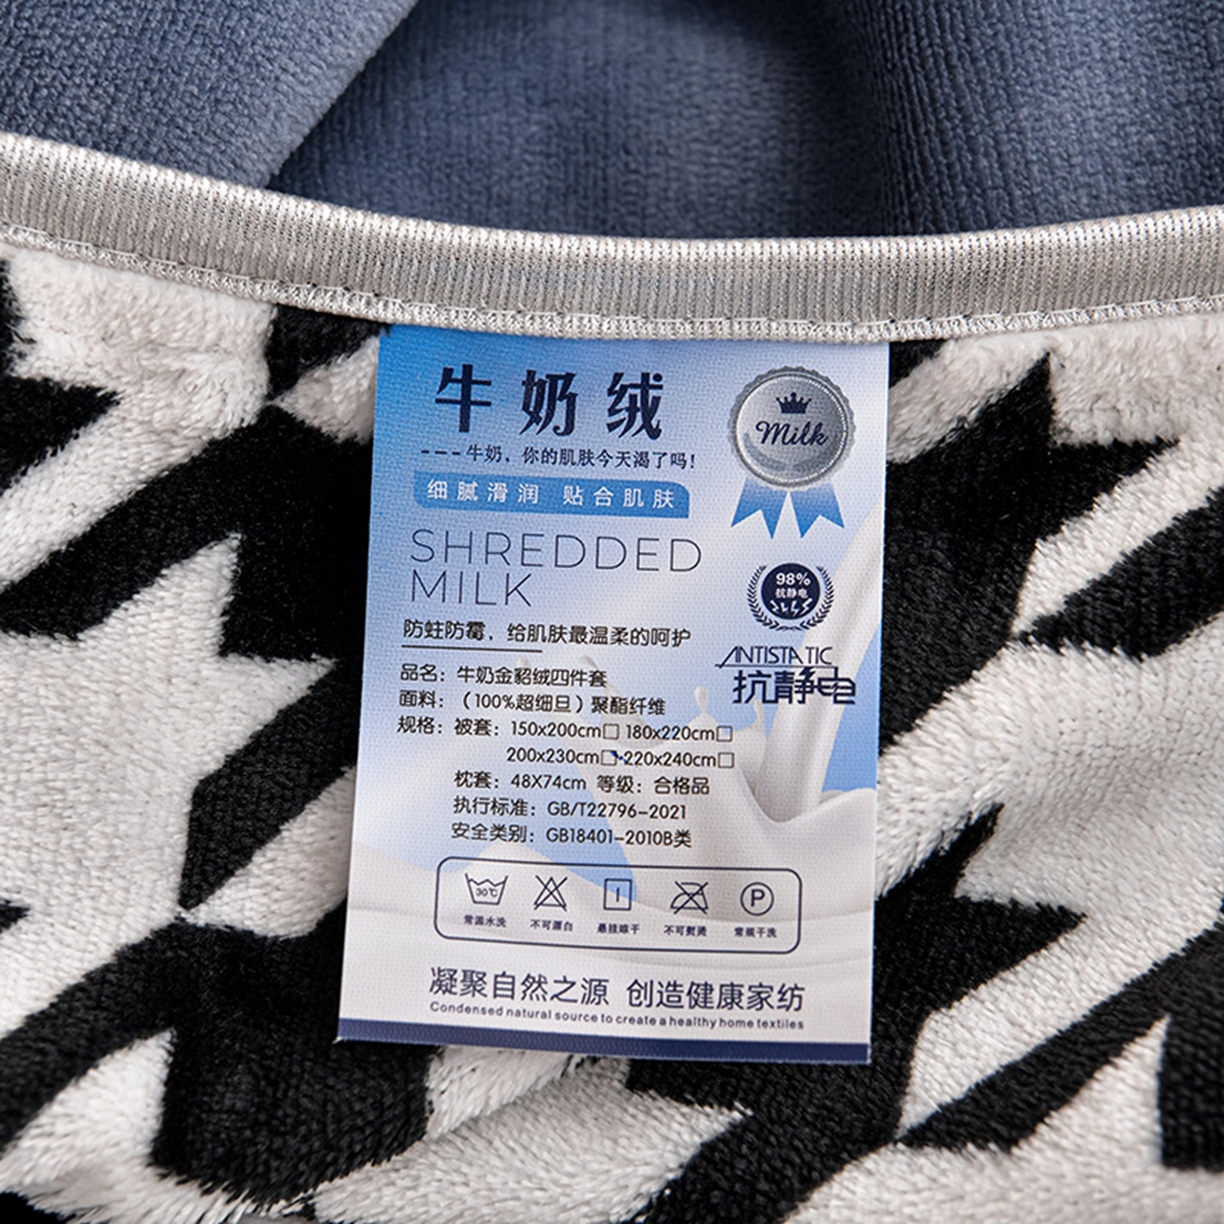 牛奶绒
---牛奶，你的肌肤今天渴了吗！
细腻滑润 贴合肌肤
SHREDDED
MILK
Milk
98%
抗静电
ANTISTATIC
抗静电
防蛀防霉，给肌肤最温柔的呵护
品名：牛奶金貂绒四件套
面料：（100%超细旦）聚酯纤维
规格：被套：150x200cm□ 180x220cm□
200x230cm□ 220x240cm□
枕套：48X74cm 等级：合格品
执行标准：GB/T22796-2021
安全类别：GB18401-2010B类
30℃
P
常温水洗 不可漂白 悬挂晾干 不可熨烫 常规干洗
凝聚自然之源 创造健康家纺
Condensed natural source to create a healthy home textiles